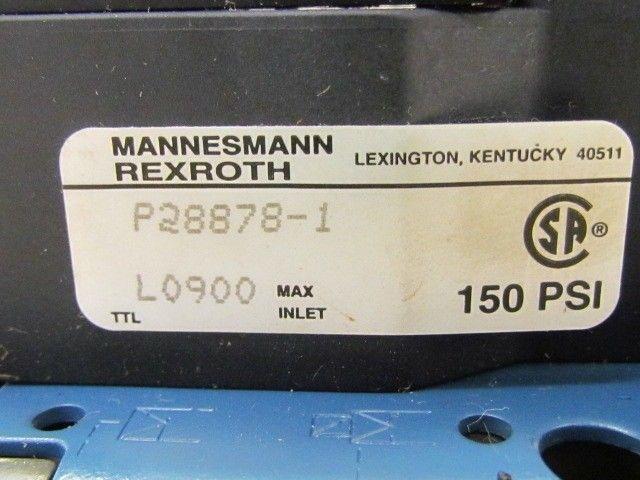 MANNESMANN
REXROTH
LEXINGTON, KENTUCKY 40511
P28878-1
SA ®
L0900 MAX
TTL INLET
150 PSI